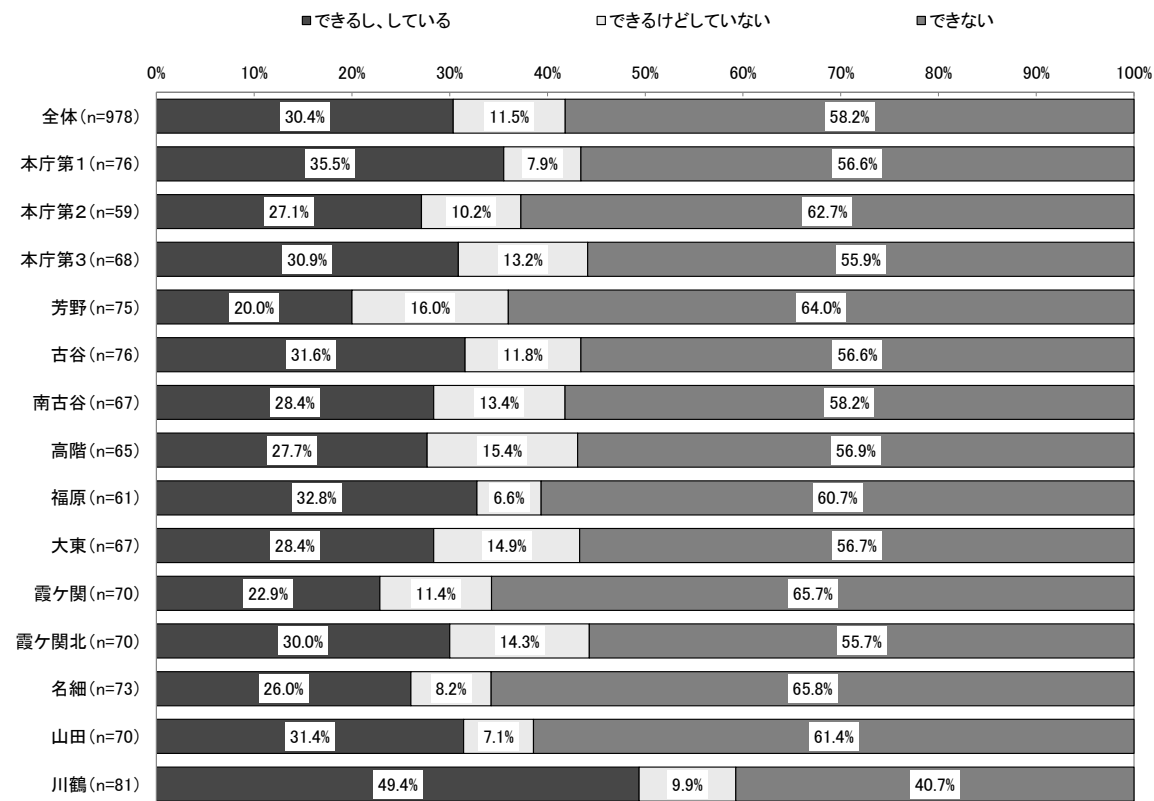 ■できるし、している □できるけどしていない ■できない
0% 10% 20% 30% 40% 50% 60% 70% 80% 90% 100%
全体(n=978) 30.4% 11.5% 58.2%
本庁第1(n=76) 35.5% 7.9% 56.6%
本庁第2(n=59) 27.1% 10.2% 62.7%
本庁第3(n=68) 30.9% 13.2% 55.9%
芳野(n=75) 20.0% 16.0% 64.0%
古谷(n=76) 31.6% 11.8% 56.6%
南古谷(n=67) 28.4% 13.4% 58.2%
高階(n=65) 27.7% 15.4% 56.9%
福原(n=61) 32.8% 6.6% 60.7%
大東(n=67) 28.4% 14.9% 56.7%
霞ケ関(n=70) 22.9% 11.4% 65.7%
霞ケ関北(n=70) 30.0% 14.3% 55.7%
名細(n=73) 26.0% 8.2% 65.8%
山田(n=70) 31.4% 7.1% 61.4%
川鶴(n=81) 49.4% 9.9% 40.7%